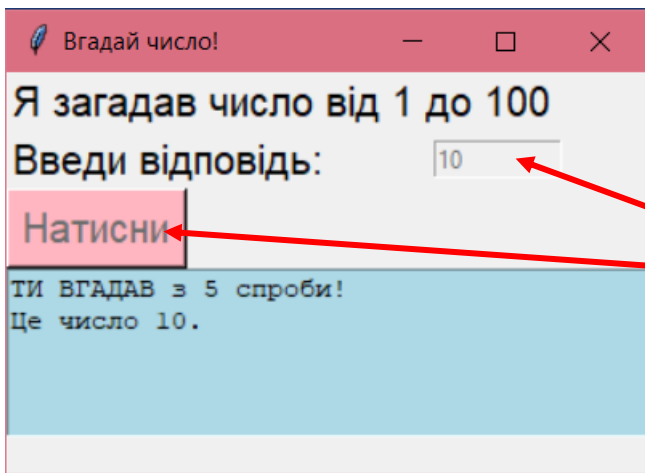 Вгадай число!
Я загадав число від 1 до 100
Введи відповідь: 10
Натисни
ТИ ВГАДАВ з 5 спроби!
Це число 10.